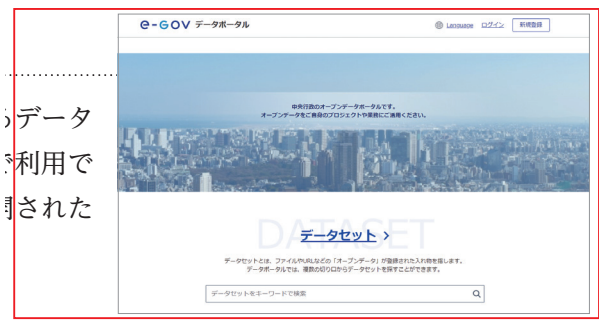 るデータ
で利用で
開された
e-GOV データポータル
Language ログイン 新規登録
中央行政のオープンデータポータルです。
オープンデータをご自身のプロジェクトや業務にご活用ください。
DATASET
データセット >
データセットとは、ファイルやURLなどの「オープンデータ」が登録された入れ物を指します。
データポータルでは、複数の切り口からデータセットを探すことができます。
データセットをキーワードで検索